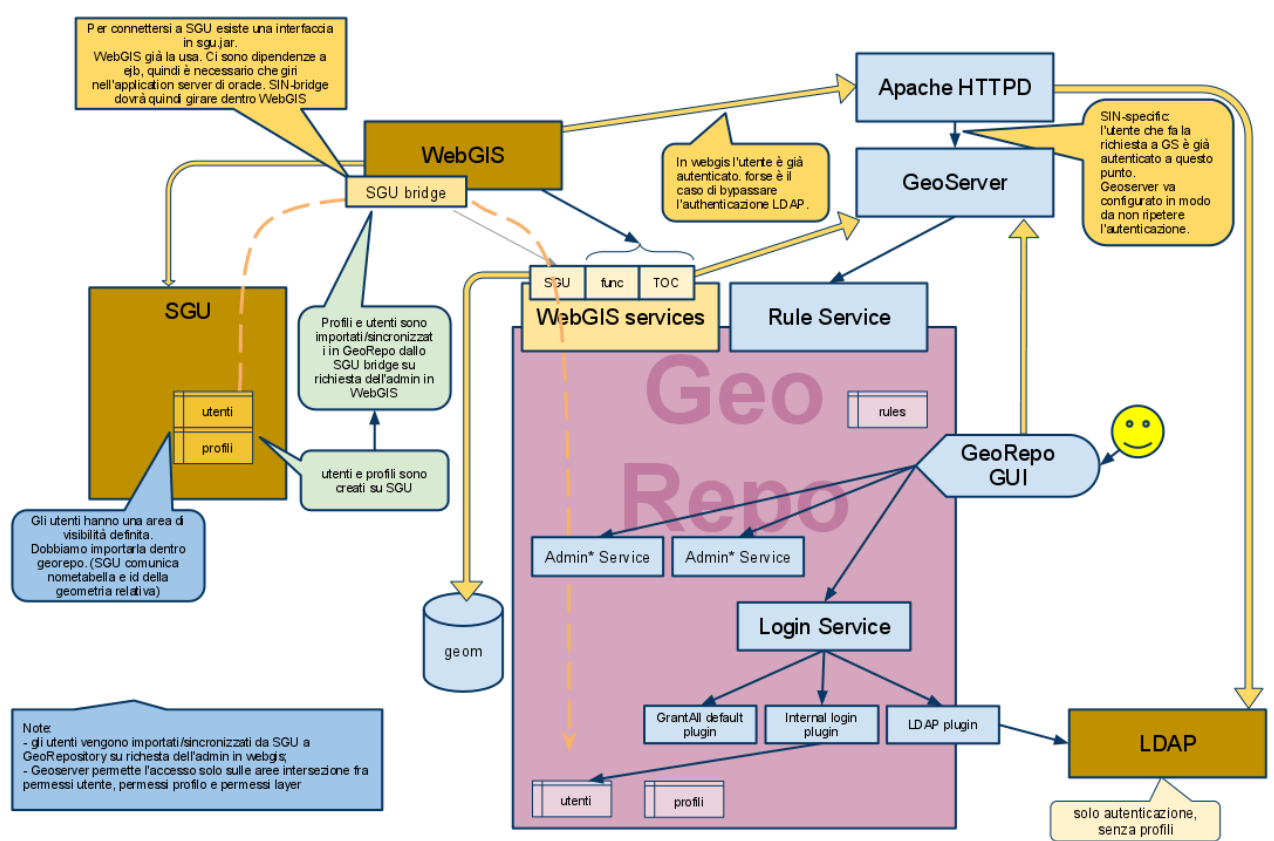 Per connettersi a SGU esiste una interfaccia
in sgu.jar.
WebGIS già la usa. Ci sono dipendenze a
ejb, quindi è necessario che giri
nell'application server di oracle. SIN-bridge
dovrà quindi girare dentro WebGIS
Apache HTTPD
WebGIS
SGU bridge
In webgis l'utente è già
autenticato. forse è il
caso di bypassare
l'authenticazione LDAP.
GeoServer
SIN-specific:
l'utente che fa la
richiesta a GS è già
autenticato a questo
punto.
Geoserver va
configurato in modo
da non ripetere
l'autenticazione.
SGU
func
TOC
WebGIS services
Rule Service
SGU
utenti
profili
Profili e utenti sono
importati/sincronizzat
i in GeoRepo dallo
SGU bridge su
richiesta dell'admin in
WebGIS
utenti e profili sono
creati su SGU
Geo
Repo
rules
GeoRepo
GUI
Gli utenti hanno una area di
visibilità definita.
Dobbiamo importarla dentro
georepo. (SGU comunica
nometabella e id della
geometria relativa)
Admin* Service
Admin* Service
geom
Login Service
GrantAll default
plugin
Internal login
plugin
LDAP plugin
LDAP
Note:
- gli utenti vengono importati/sincronizzati da SGU a
GeoRepository su richesta dell'admin in webgis;
- Geoserver permette l'accesso solo sulle aree intersezione fra
permessi utente, permessi profilo e permessi layer
utenti
profili
solo autenticazione,
senza profili